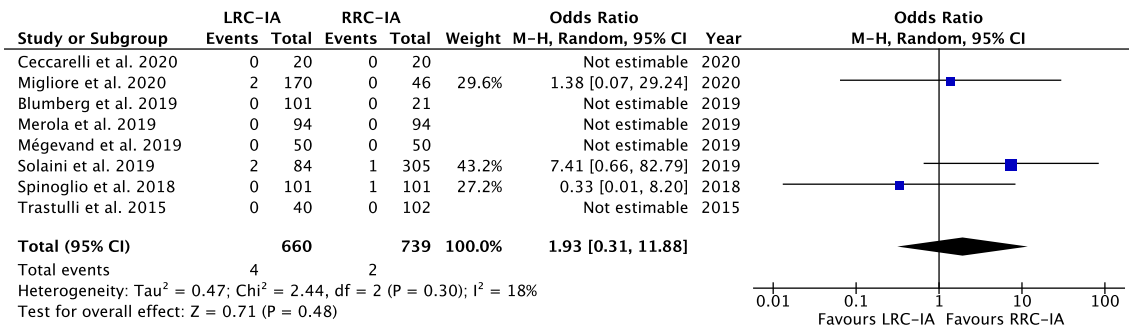 LRC-IA RRC-IA Odds Ratio Odds Ratio
Study or Subgroup Events Total Events Total Weight M-H, Random, 95% CI Year M-H, Random, 95% CI
Ceccarelli et al. 2020 0 20 0 20 Not estimable 2020
Migliore et al. 2020 2 170 0 46 29.6% 1.38 [0.07, 29.24] 2020
Blumberg et al. 2019 0 101 0 21 Not estimable 2019
Merola et al. 2019 0 94 0 94 Not estimable 2019
Mégevand et al. 2019 0 50 0 50 Not estimable 2019
Solaini et al. 2019 2 84 1 305 43.2% 7.41 [0.66, 82.79] 2019
Spinoglio et al. 2018 0 101 1 101 27.2% 0.33 [0.01, 8.20] 2018
Trastulli et al. 2015 0 40 0 102 Not estimable 2015
Total (95% CI) 660 739 100.0% 1.93 [0.31, 11.88]
Total events 4 2
Heterogeneity: Tau² = 0.47; Chi² = 2.44, df = 2 (P = 0.30); I² = 18%
Test for overall effect: Z = 0.71 (P = 0.48)
0.01 0.1 1 10 100
Favours LRC-IA Favours RRC-IA